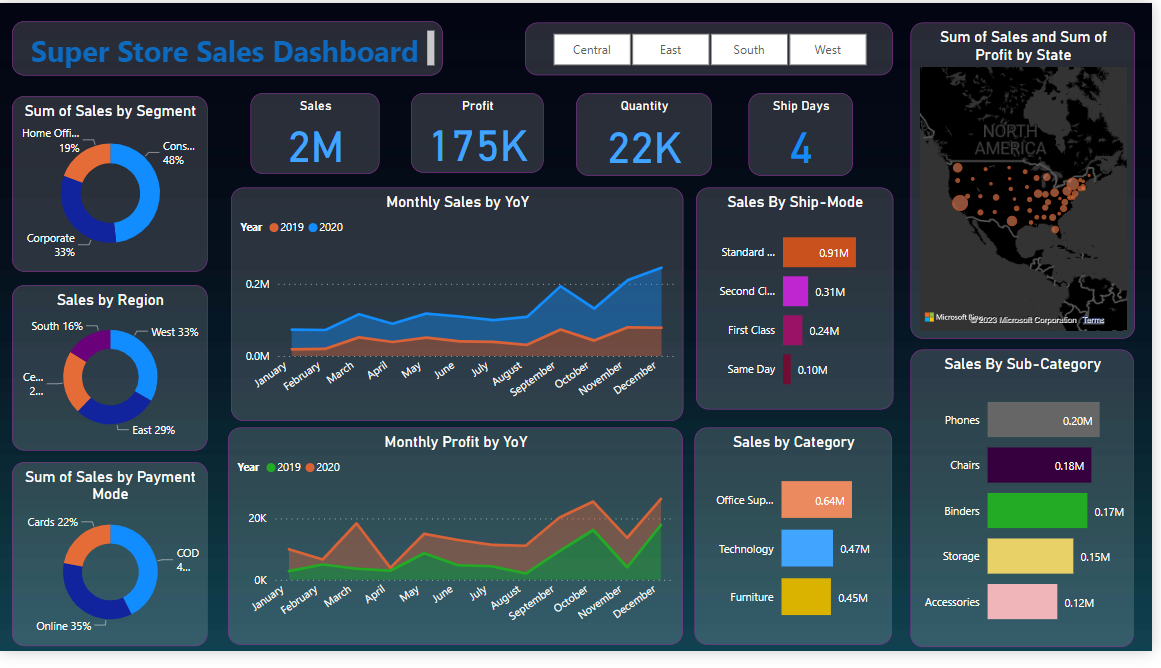 Super Store Sales Dashboard
Central
East
South
West
Sum of Sales and Sum of
Profit by State
NORTH
AMERICA
Microsoft Bing
© 2023 Microsoft Corporation
Terms
Sum of Sales by Segment
Home Offi...
19%
Cons...
48%
Corporate
33%
Sales
2M
Profit
175K
Quantity
22K
Ship Days
4
Monthly Sales by YoY
Year 2019 2020
0.2M
0.0M
January
February
March
April
May
June
July
August
September
October
November
December
Sales By Ship-Mode
Standard ...
0.91M
Second Cl...
0.31M
First Class
0.24M
Same Day
0.10M
Sales by Region
South 16%
West 33%
Ce...
2...
East 29%
Sales By Sub-Category
Phones
0.20M
Chairs
0.18M
Binders
0.17M
Storage
0.15M
Accessories
0.12M
Monthly Profit by YoY
Year 2019 2020
20K
0K
January
February
March
April
May
June
July
August
September
October
November
December
Sales by Category
Office Sup...
0.64M
Technology
0.47M
Furniture
0.45M
Sum of Sales by Payment
Mode
Cards 22%
COD
4...
Online 35%